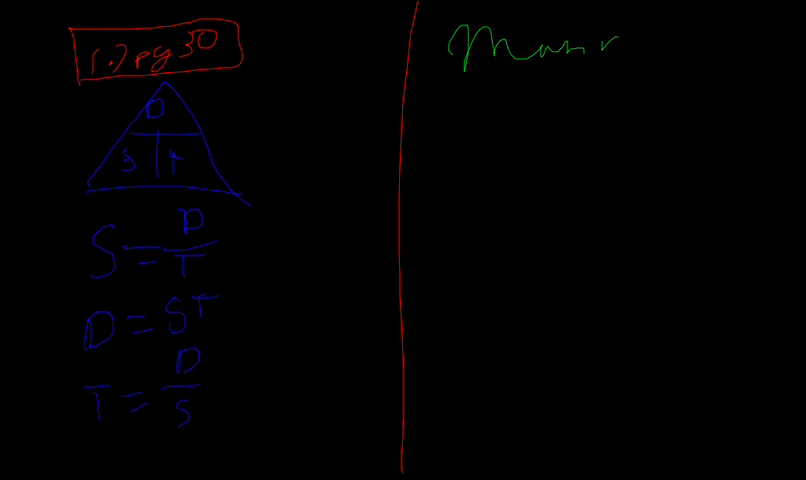 1.7 pg 30
D
S T
S = D/T
D = ST
T = D/S